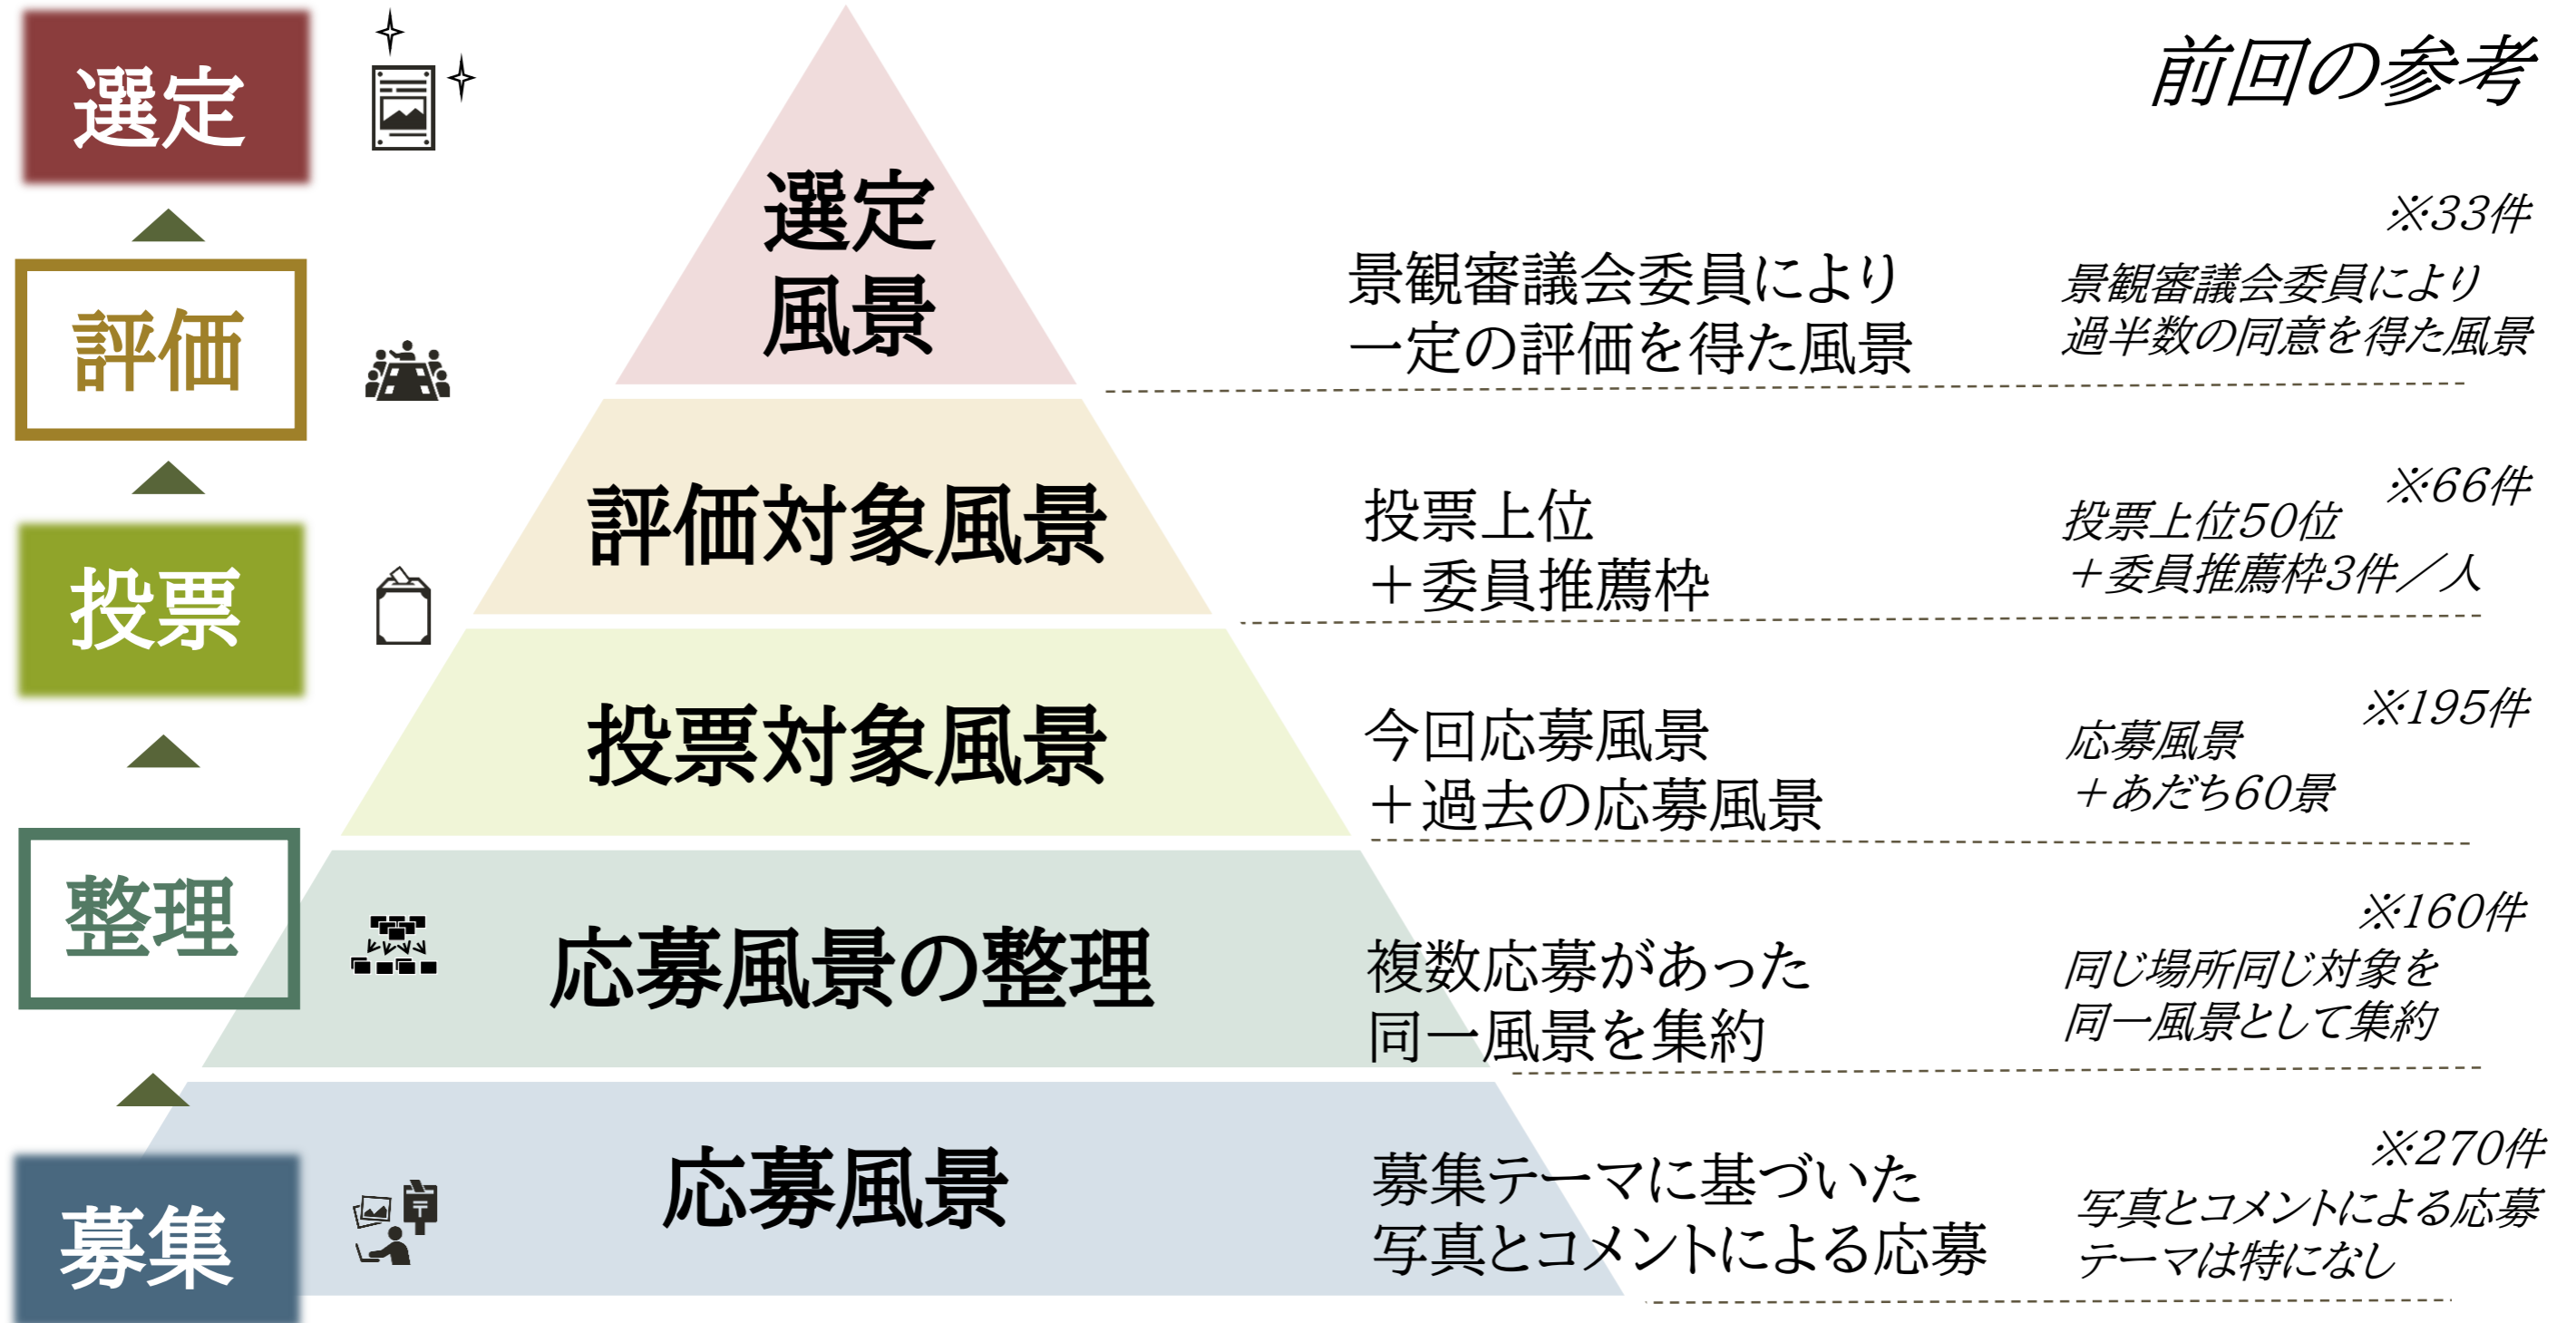 前回の参考
選定
選定
風景
景観審議会委員により
一定の評価を得た風景
※33件
景観審議会委員により
過半数の同意を得た風景
評価
評価対象風景
投票上位
＋委員推薦枠
※66件
投票上位50位
＋委員推薦枠3件／人
投票
投票対象風景
今回応募風景
＋過去の応募風景
※195件
応募風景
＋あだち60景
整理
応募風景の整理
複数応募があった
同一風景を集約
※160件
同じ場所同じ対象を
同一風景として集約
募集
応募風景
募集テーマに基づいた
写真とコメントによる応募
※270件
写真とコメントによる応募
テーマは特になし